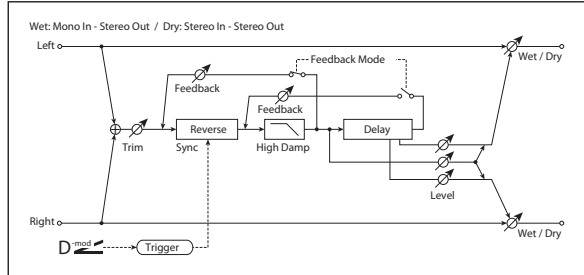 Wet: Mono In - Stereo Out / Dry: Stereo In - Stereo Out
Left
Wet / Dry
Feedback Mode
Feedback
Feedback
Trim
Reverse
Sync
High Damp
Delay
Level
Right
Wet / Dry
D-mod
Trigger